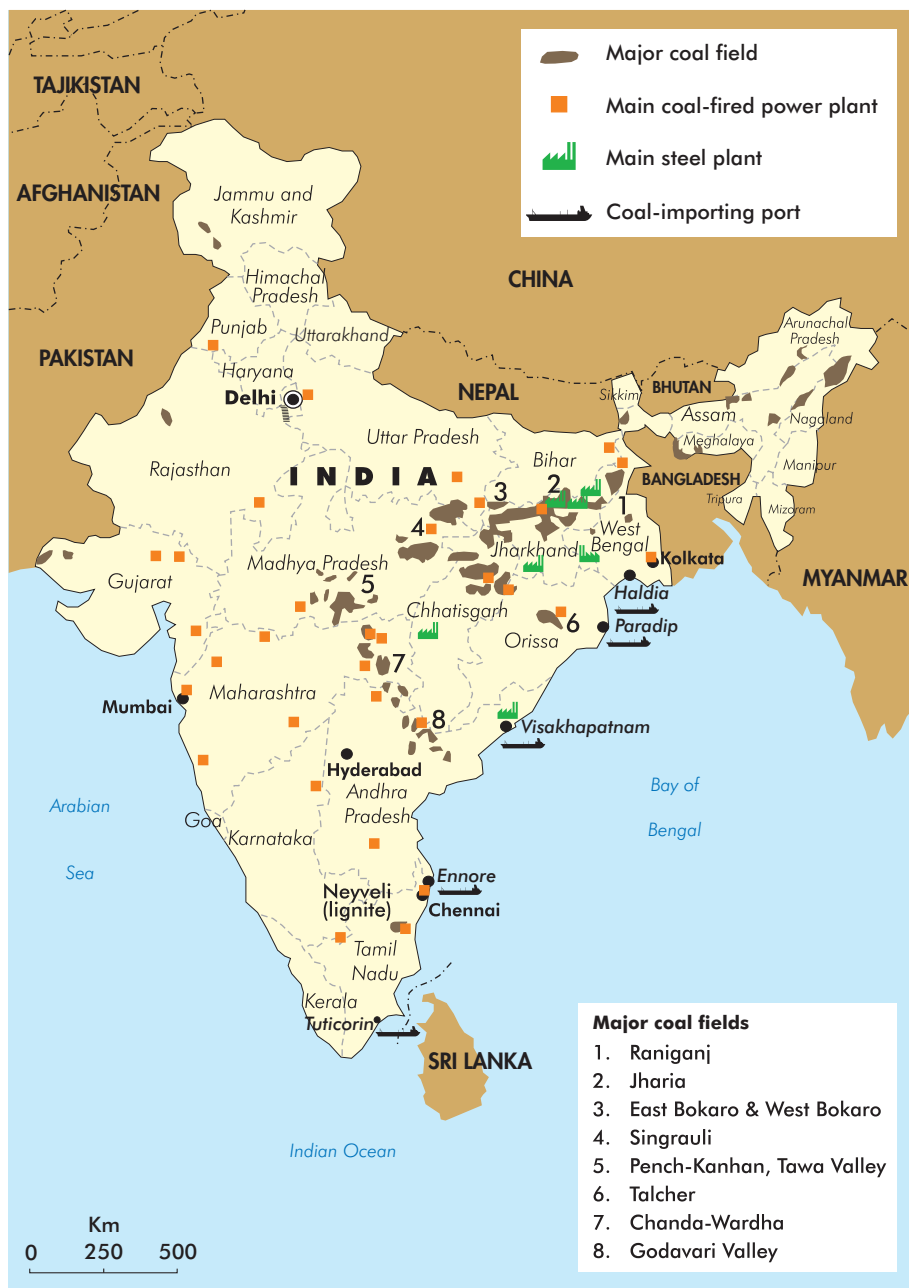 Major coal field
Main coal-fired power plant
Main steel plant
Coal-importing port
TAJIKISTAN
AFGHANISTAN
PAKISTAN
CHINA
NEPAL
BHUTAN
BANGLADESH
MYANMAR
SRI LANKA
INDIA
Jammu and
Kashmir
Himachal
Pradesh
Punjab
Uttarakhand
Haryana
Delhi
Rajasthan
Uttar Pradesh
Bihar
Sikkim
Arunachal
Pradesh
Assam
Nagaland
Meghalaya
Manipur
Tripura
Mizoram
West
Bengal
Jharkhand
Madhya Pradesh
Gujarat
Chhatisgarh
Orissa
Maharashtra
Kolkata
Haldia
Paradip
Visakhapatnam
Mumbai
Hyderabad
Andhra
Pradesh
Goa
Karnataka
Ennore
Chennai
Neyveli
(lignite)
Tamil
Nadu
Kerala
Tuticorin
1
2
3
4
5
6
7
8
Arabian
Sea
Bay of
Bengal
Indian Ocean
Km
0 250 500
Major coal fields
1. Raniganj
2. Jharia
3. East Bokaro & West Bokaro
4. Singrauli
5. Pench-Kanhan, Tawa Valley
6. Talcher
7. Chanda-Wardha
8. Godavari Valley